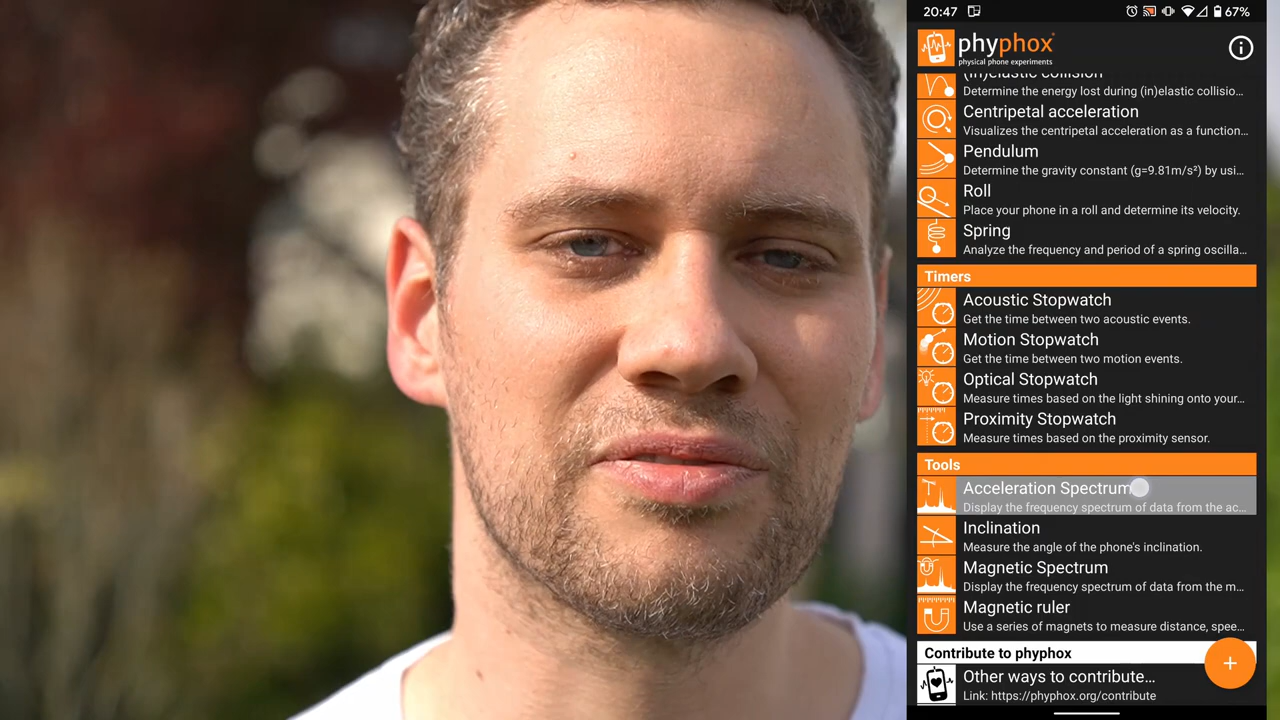 20:47
67%
phyphox
physical phone experiments
(In)elastic collision
Determine the energy lost during (in)elastic collisio…
Centripetal acceleration
Visualizes the centripetal acceleration as a function…
Pendulum
Determine the gravity constant (g=9.81m/s²) by usi…
Roll
Place your phone in a roll and determine its velocity.
Spring
Analyze the frequency and period of a spring oscilla…
Timers
Acoustic Stopwatch
Get the time between two acoustic events.
Motion Stopwatch
Get the time between two motion events.
Optical Stopwatch
Measure times based on the light shining onto your…
Proximity Stopwatch
Measure times based on the proximity sensor.
Tools
Acceleration Spectrum
Display the frequency spectrum of data from the ac…
Inclination
Measure the angle of the phone's inclination.
Magnetic Spectrum
Display the frequency spectrum of data from the m…
Magnetic ruler
Use a series of magnets to measure distance, spee…
Contribute to phyphox
Other ways to contribute…
Link: https://phyphox.org/contribute